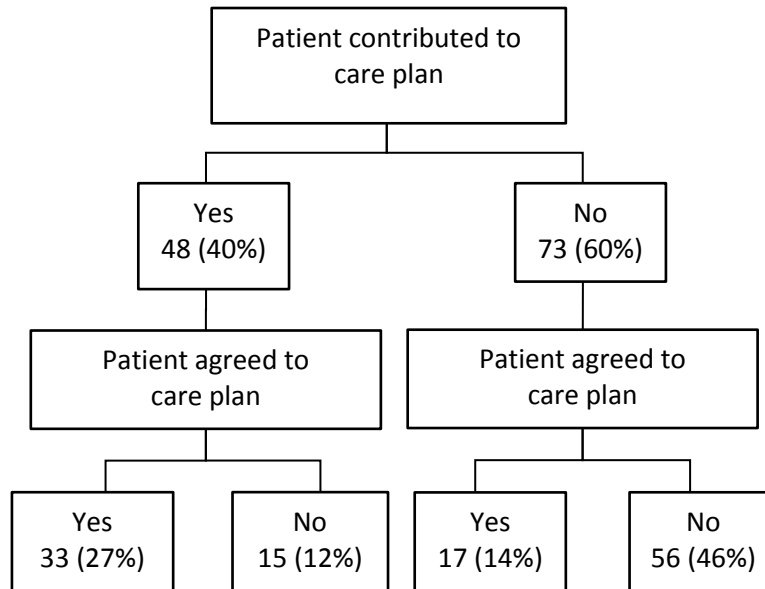 Patient contributed to
care plan
Yes
48 (40%)
No
73 (60%)
Patient agreed to
care plan
Patient agreed to
care plan
Yes
33 (27%)
No
15 (12%)
Yes
17 (14%)
No
56 (46%)